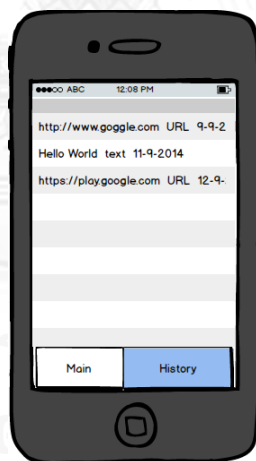 ABC 12:08 PM
http://www.goggle.com URL 9-9-2
Hello World text 11-9-2014
https://play.google.com URL 12-9-
Main History